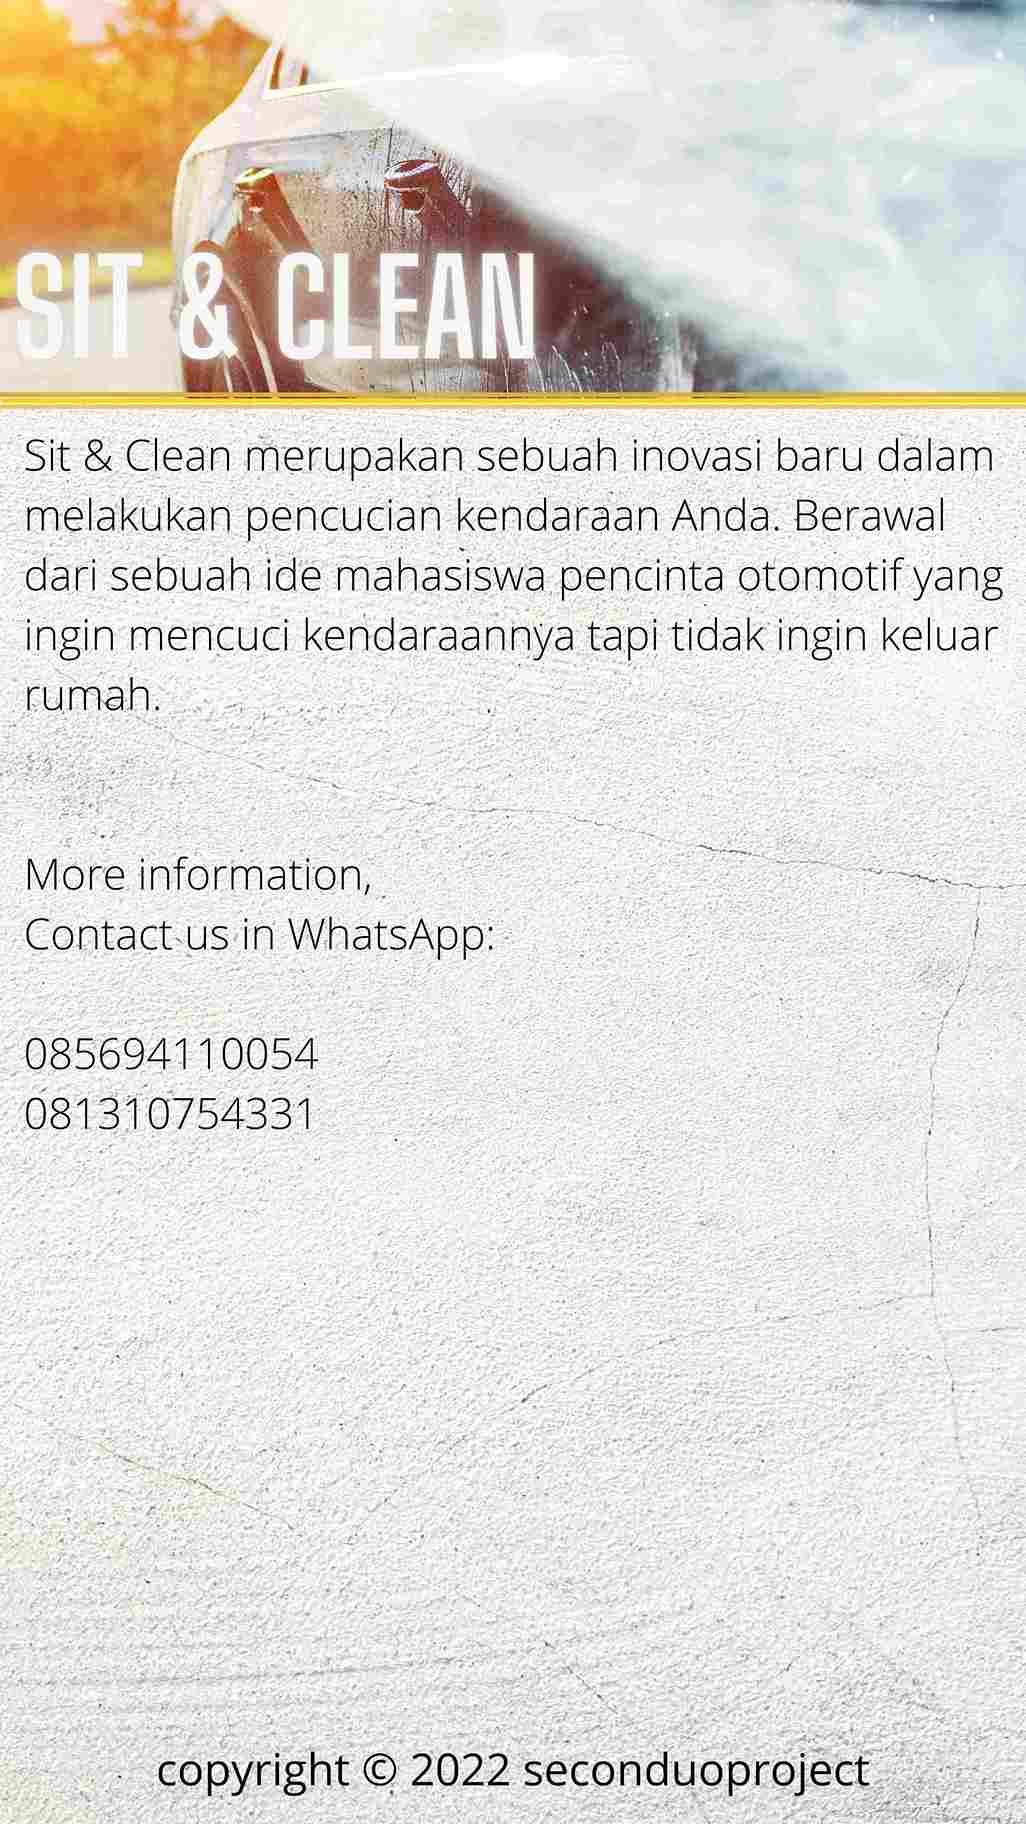 SIT & CLEAN
Sit & Clean merupakan sebuah inovasi baru dalam
melakukan pencucian kendaraan Anda. Berawal
dari sebuah ide mahasiswa pencinta otomotif yang
ingin mencuci kendaraannya tapi tidak ingin keluar
rumah.
More information,
Contact us in WhatsApp:
085694110054
081310754331
copyright © 2022 seconduoproject